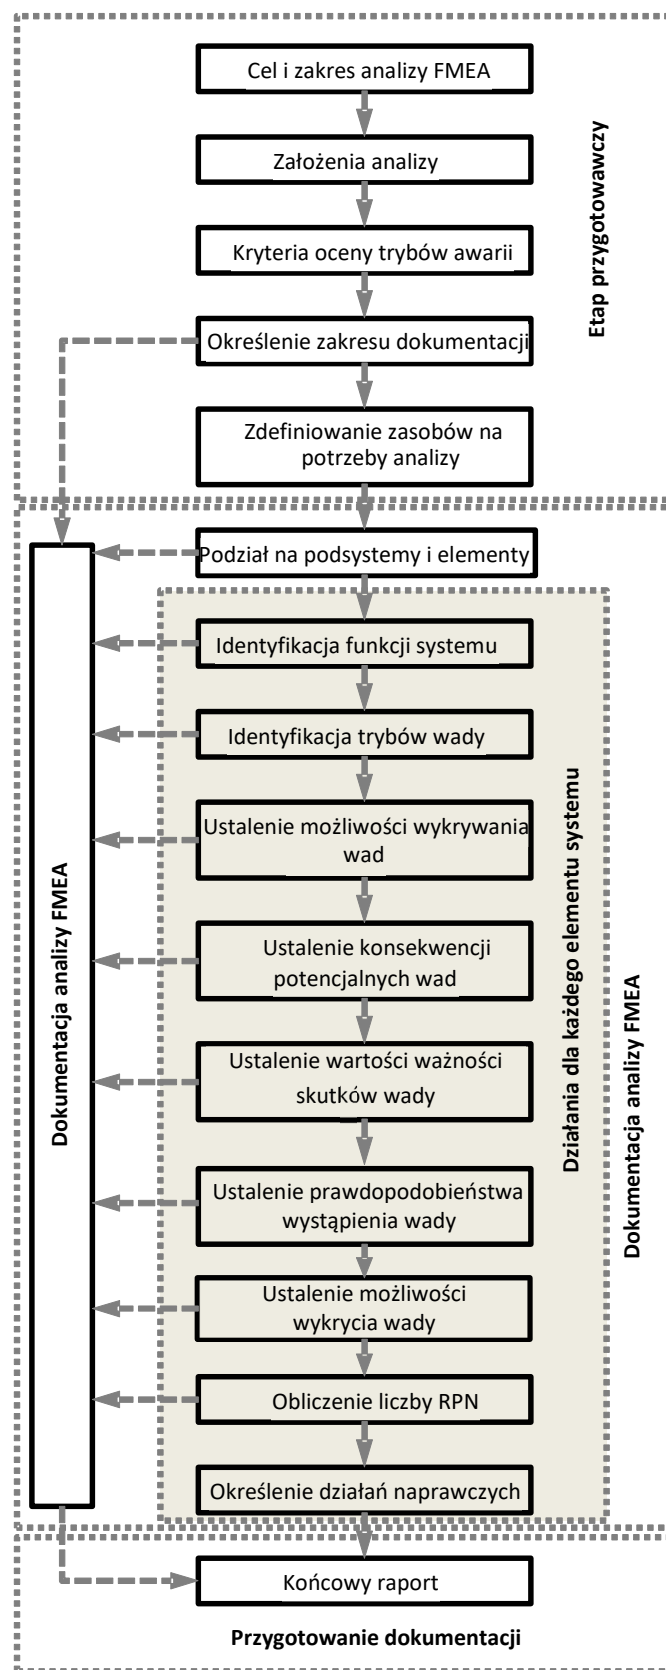 Cel i zakres analizy FMEA
Założenia analizy
Kryteria oceny trybów awarii
Określenie zakresu dokumentacji
Zdefiniowanie zasobów na
potrzeby analizy
Etap przygotowawczy
Podział na podsystemy i elementy
Identyfikacja funkcji systemu
Identyfikacja trybów wady
Ustalenie możliwości wykrywania
wad
Ustalenie konsekwencji
potencjalnych wad
Ustalenie wartości ważności
skutków wady
Ustalenie prawdopodobieństwa
wystąpienia wady
Ustalenie możliwości
wykrycia wady
Obliczenie liczby RPN
Określenie działań naprawczych
Dokumentacja analizy FMEA
Działania dla każdego elementu systemu
Dokumentacja analizy FMEA
Końcowy raport
Przygotowanie dokumentacji